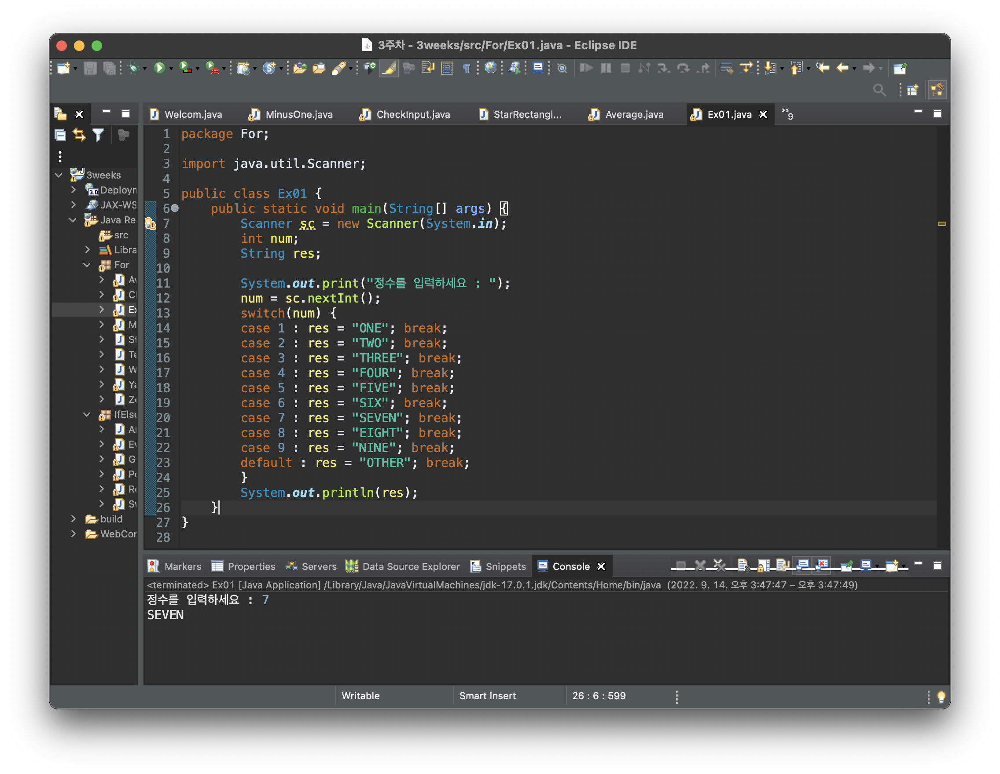 3주차 - 3weeks/src/For/Ex01.java - Eclipse IDE
Welcom.java MinusOne.java CheckInput.java StarRectangl... Average.java Ex01.java 9
3weeks
Deployn
JAX-WS
Java Re
src
Libra
For
Av
Ex
M
St
Te
W
Ya
Ze
IfElse
Ar
Ev
G
Po
Ro
Sw
build
WebCor
1 package For;
2
3 import java.util.Scanner;
4
5 public class Ex01 {
6 public static void main(String[] args) {
7 Scanner sc = new Scanner(System.in);
8 int num;
9 String res;
10
11 System.out.print("정수를 입력하세요 : ");
12 num = sc.nextInt();
13 switch(num) {
14 case 1 : res = "ONE"; break;
15 case 2 : res = "TWO"; break;
16 case 3 : res = "THREE"; break;
17 case 4 : res = "FOUR"; break;
18 case 5 : res = "FIVE"; break;
19 case 6 : res = "SIX"; break;
20 case 7 : res = "SEVEN"; break;
21 case 8 : res = "EIGHT"; break;
22 case 9 : res = "NINE"; break;
23 default : res = "OTHER"; break;
24 }
25 System.out.println(res);
26 }
27 }
28
Markers Properties Servers Data Source Explorer Snippets Console
<terminated> Ex01 [Java Application] /Library/Java/JavaVirtualMachines/jdk-17.0.1.jdk/Contents/Home/bin/java (2022. 9. 14. 오후 3:47:47 – 오후 3:47:49)
정수를 입력하세요 : 7
SEVEN
Writable Smart Insert 26 : 6 : 599